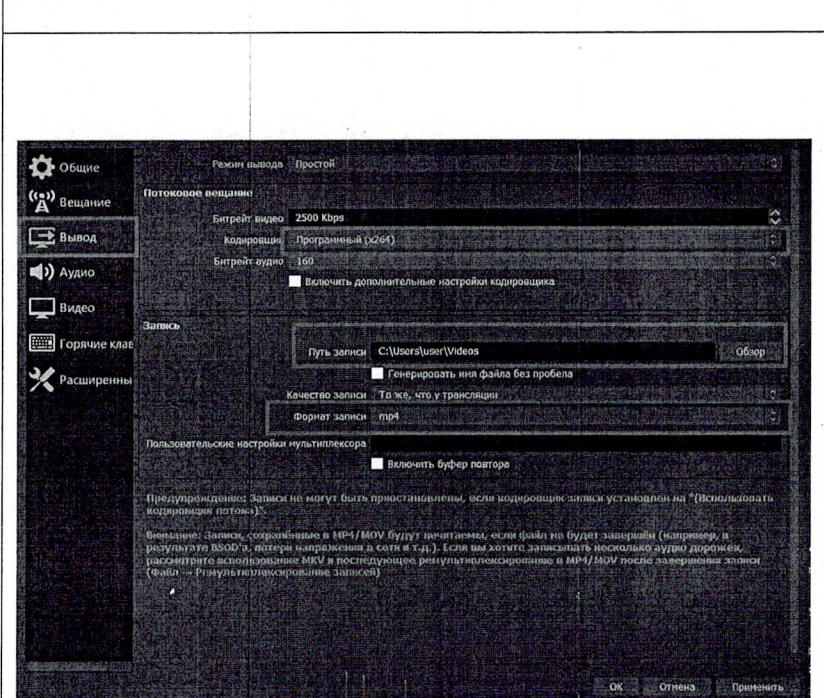 Общие
Вещание
Вывод
Аудио
Видео
Горячие клав
Расширенны
Режим вывода Простой
Потоковое вещание
Битрейт видео 2500 Kbps
Кодировщик Программный (x264)
Битрейт аудио 160
Включить дополнительные настройки кодировщика
Запись
Путь записи C:\Users\user\Videos Обзор
Генерировать имя файла без пробела
Качество записи То же, что у трансляции
Формат записи mp4
Пользовательские настройки мультиплексора
Включить буфер повтора
Предупреждение: Записи не могут быть приостановлены, если кодировщик записи установлен на "(Использовать
кодировщик потока)".
Внимание: Записи, сохранённые в MP4/MOV будут нечитаемы, если файл не будет завершён (например, в
результате BSOD'а, потери напряжения в сети и т.д.). Если вы хотите записывать несколько аудио дорожек,
рассмотрите использование MKV и последующее ремультиплексирование в MP4/MOV после завершения записи
(Файл → Ремультиплексирование записей)
ОК Отмена Применить